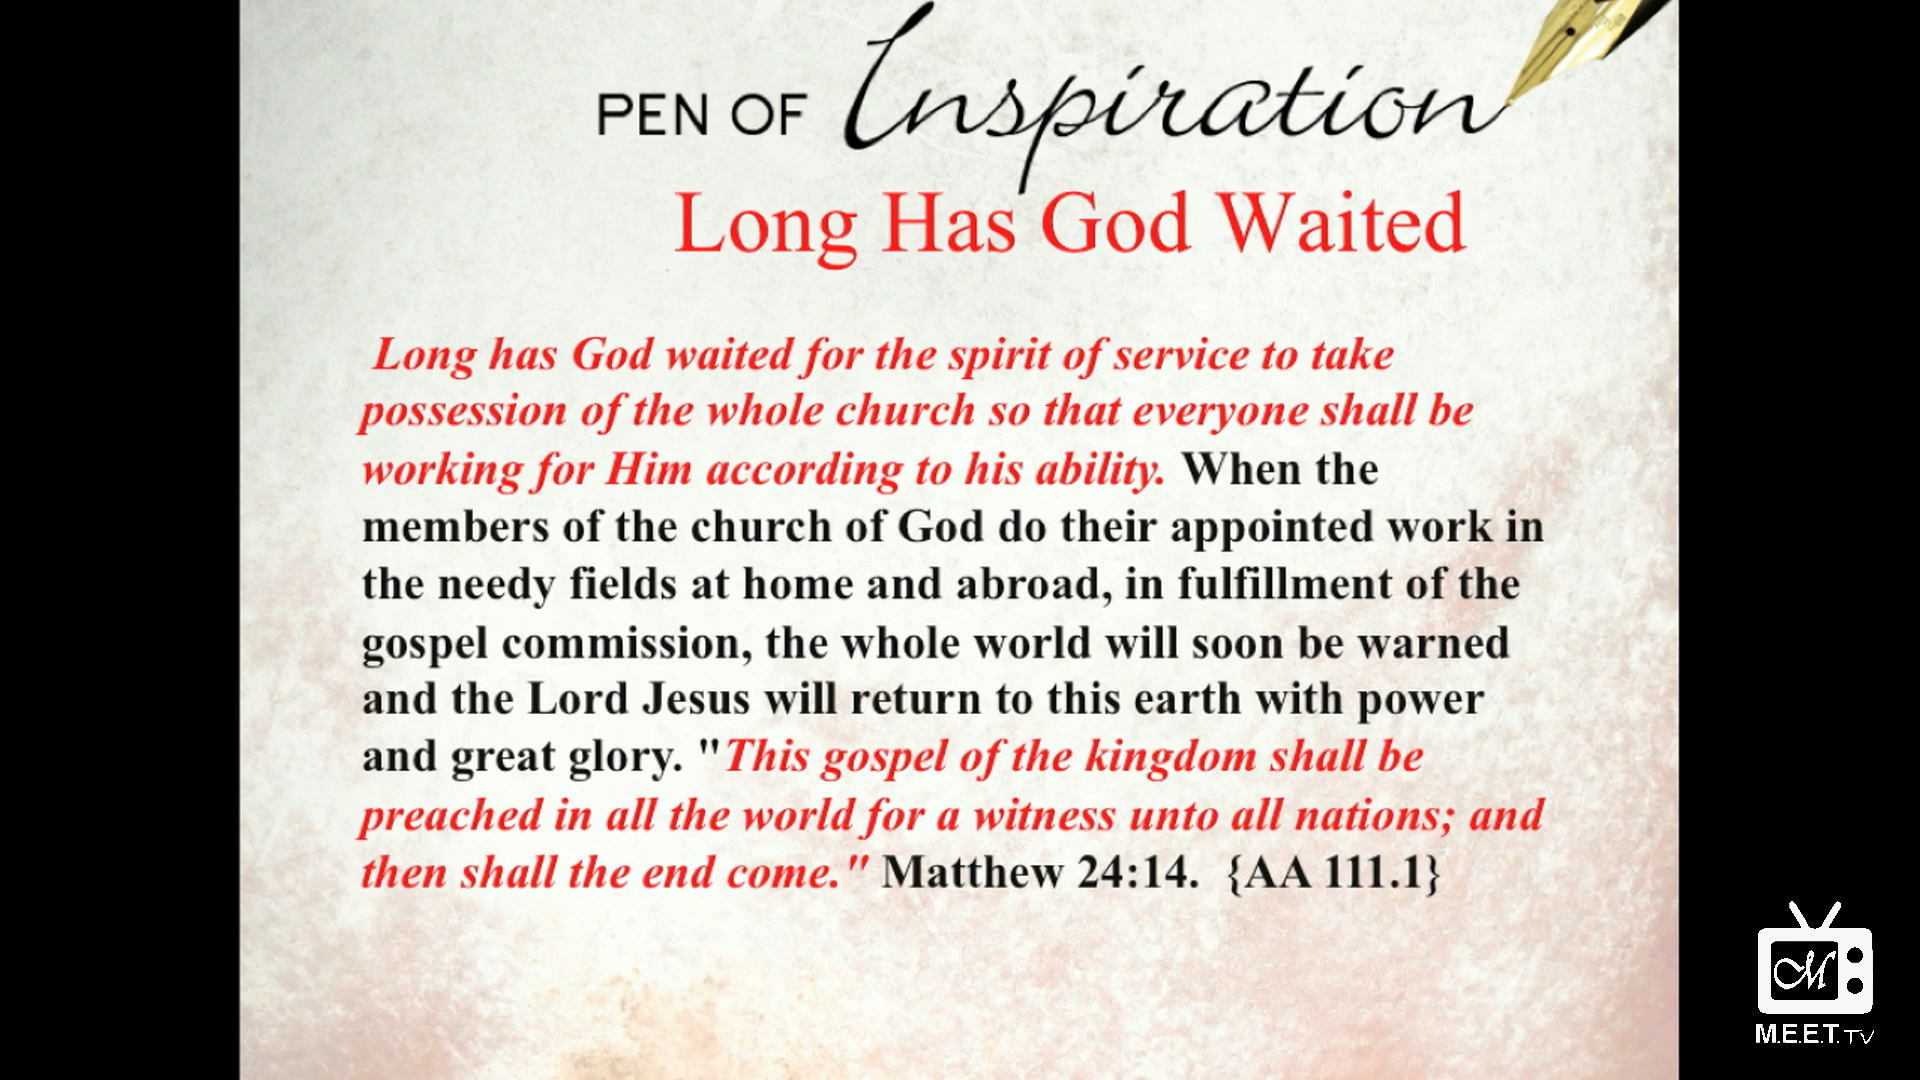 PEN OF Inspiration
Long Has God Waited
Long has God waited for the spirit of service to take
possession of the whole church so that everyone shall be
working for Him according to his ability. When the
members of the church of God do their appointed work in
the needy fields at home and abroad, in fulfillment of the
gospel commission, the whole world will soon be warned
and the Lord Jesus will return to this earth with power
and great glory. "This gospel of the kingdom shall be
preached in all the world for a witness unto all nations; and
then shall the end come." Matthew 24:14. {AA 111.1}
M
M.E.E.T.TV